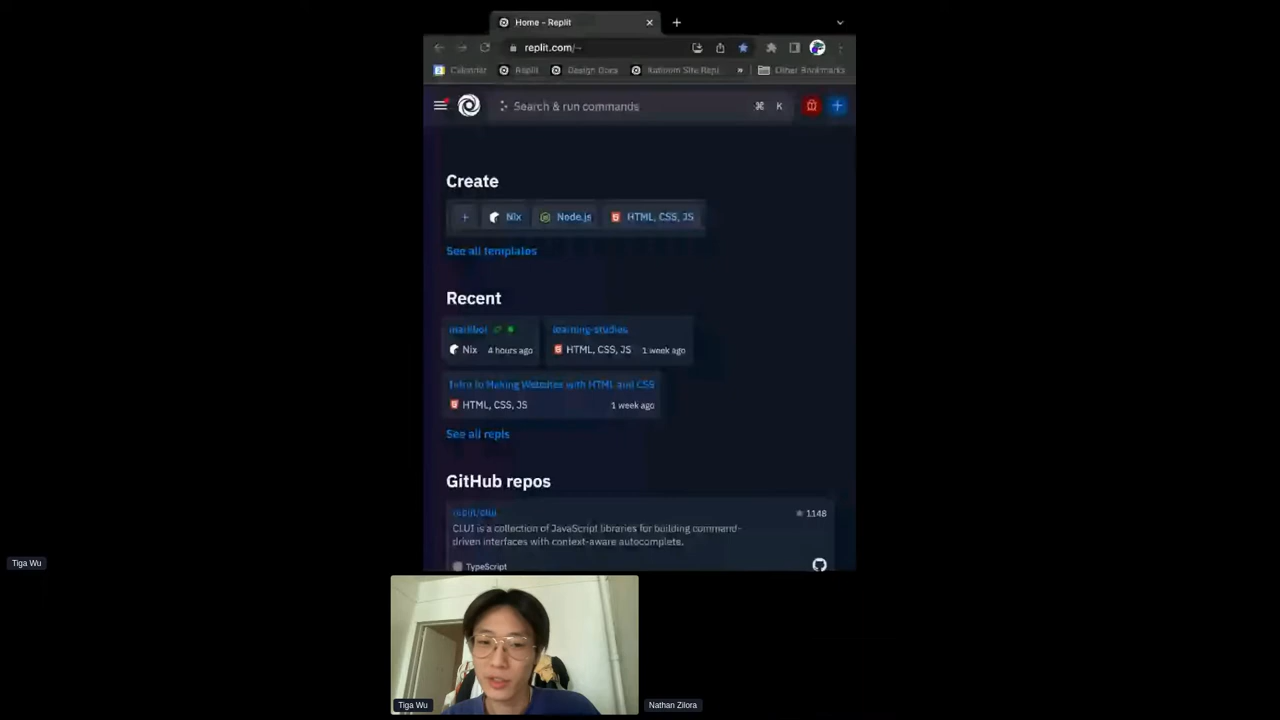 Home - Replit
replit.com/~
Calendar Replit Design Docs Other Bookmarks
Search & run commands ⌘ K
Create
+ Nix Node.js HTML, CSS, JS
See all templates
Recent
learning-studies
Nix 4 hours ago HTML, CSS, JS 1 week ago
Intro to Making Websites with HTML and CSS
HTML, CSS, JS 1 week ago
See all repls
GitHub repos
replit/clui 1148
CLUI is a collection of JavaScript libraries for building command-
driven interfaces with context-aware autocomplete.
TypeScript
Tiga Wu
Tiga Wu
Nathan Zilora